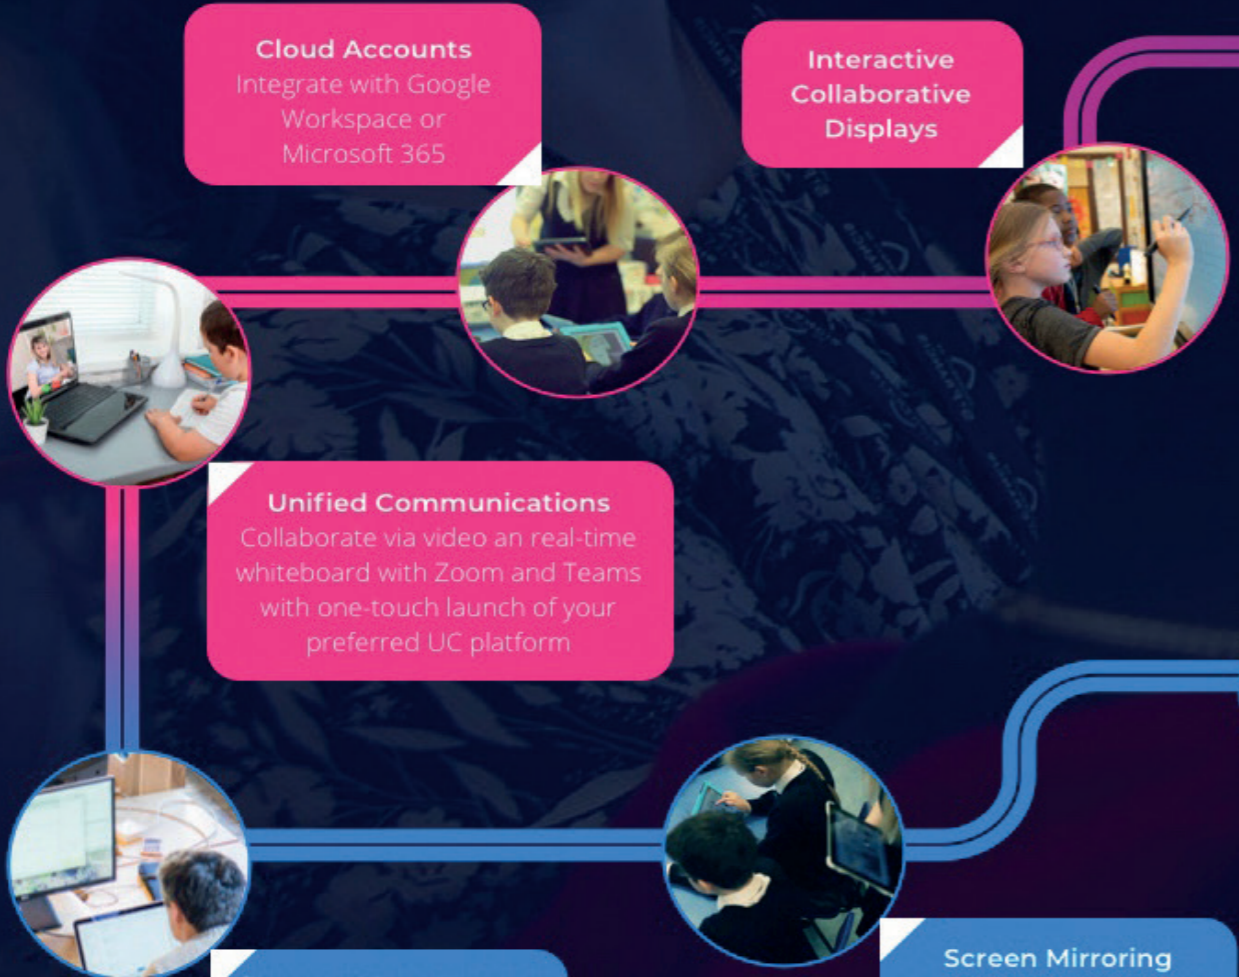 Cloud Accounts
Integrate with Google
Workspace or
Microsoft 365
Interactive
Collaborative
Displays
Unified Communications
Collaborate via video an real-time
whiteboard with Zoom and Teams
with one-touch launch of your
preferred UC platform
Screen Mirroring